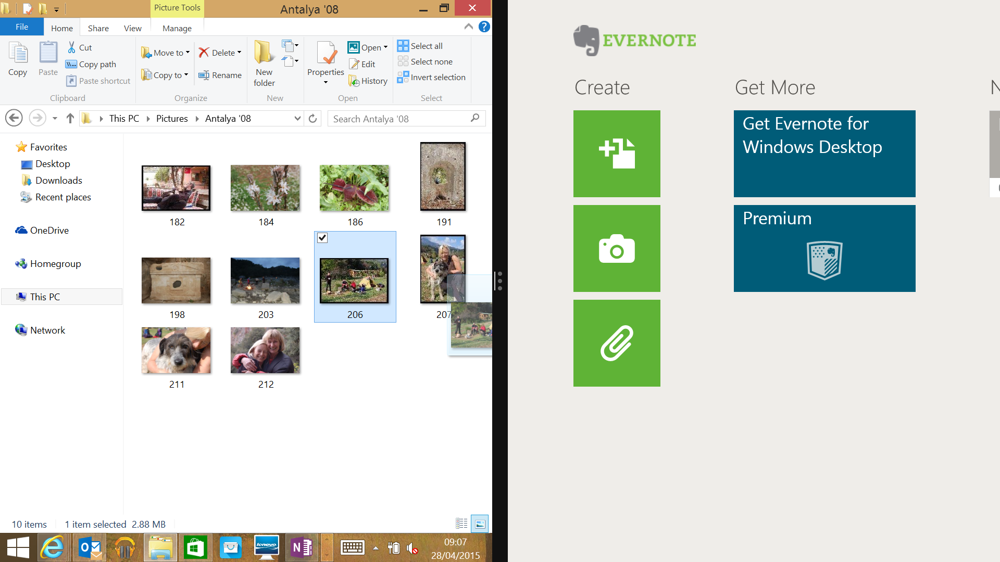 Picture Tools
Antalya '08
File
Home
Share
View
Manage
Copy
Paste
Cut
Copy path
Paste shortcut
Clipboard
Move to
Copy to
Delete
Rename
Organize
New
folder
New
Properties
Open
Edit
History
Open
Select all
Select none
Invert selection
Select
This PC
Pictures
Antalya '08
Search Antalya '08
Favorites
Desktop
Downloads
Recent places
OneDrive
Homegroup
This PC
Network
182
184
186
191
198
203
206
207
211
212
10 items
1 item selected 2.88 MB
lenovo
09:07
28/04/2015
EVERNOTE
Create
Get More
Get Evernote for
Windows Desktop
Premium